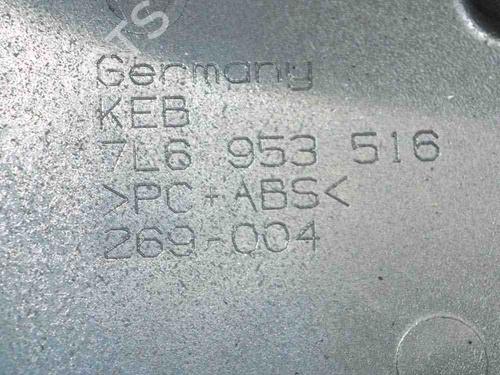 Germany
KEB
7L6 953 516
>PC+ABS<
269-004